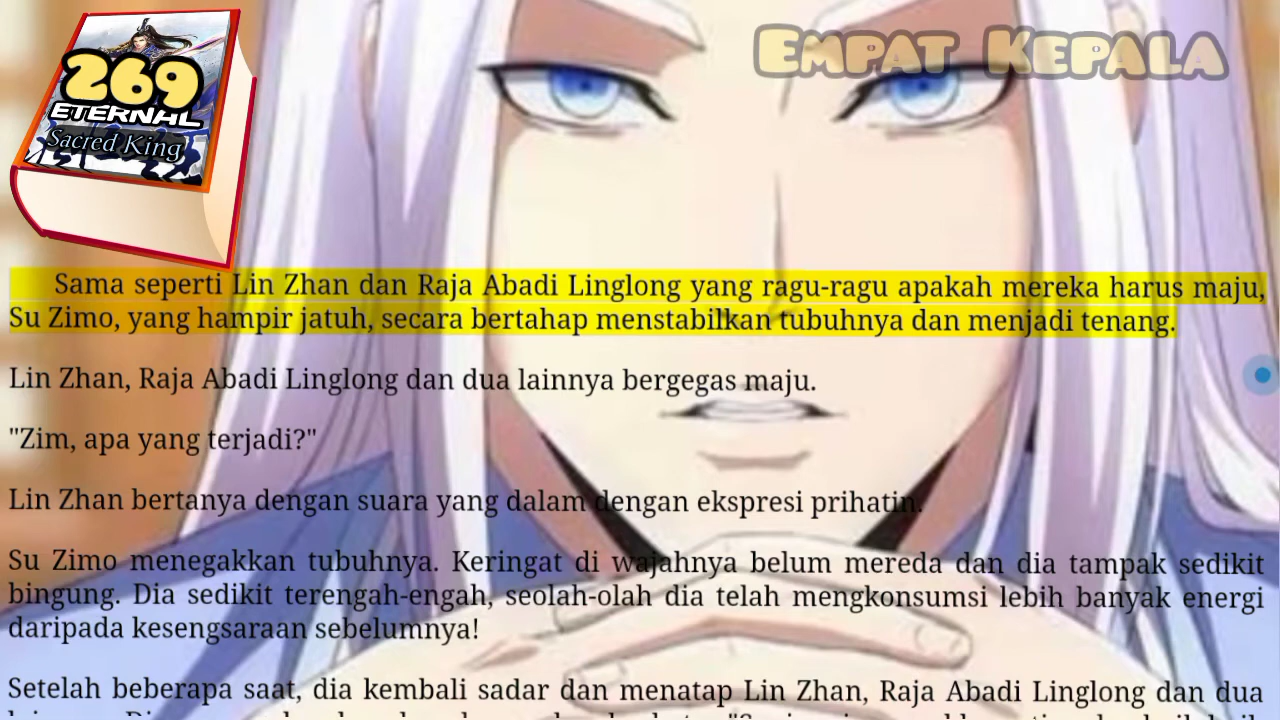 269
ETERNAL
Sacred King
EMPAT KEPALA
Sama seperti Lin Zhan dan Raja Abadi Linglong yang ragu-ragu apakah mereka harus maju,
Su Zimo, yang hampir jatuh, secara bertahap menstabilkan tubuhnya dan menjadi tenang.
Lin Zhan, Raja Abadi Linglong dan dua lainnya bergegas maju.
"Zim, apa yang terjadi?"
Lin Zhan bertanya dengan suara yang dalam dengan ekspresi prihatin.
Su Zimo menegakkan tubuhnya. Keringat di wajahnya belum mereda dan dia tampak sedikit
bingung. Dia sedikit terengah-engah, seolah-olah dia telah mengkonsumsi lebih banyak energi
daripada kesengsaraan sebelumnya!
Setelah beberapa saat, dia kembali sadar dan menatap Lin Zhan, Raja Abadi Linglong dan dua